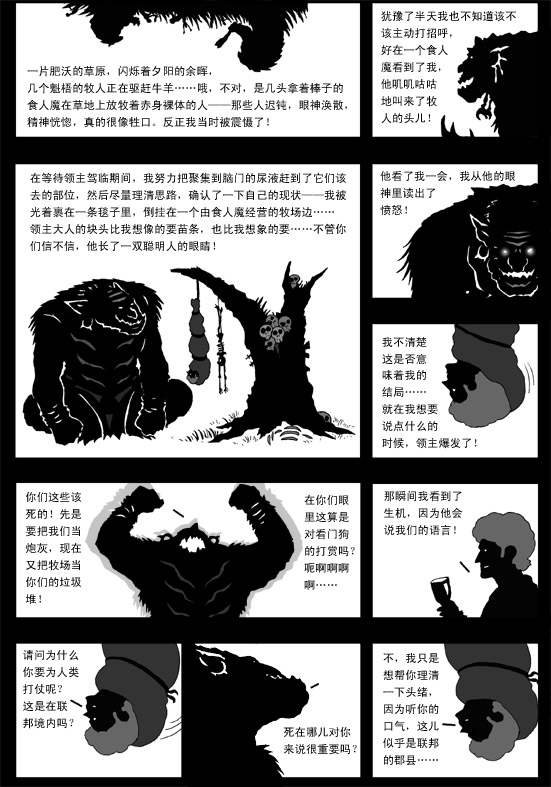 一片肥沃的草原，闪烁着夕阳的余晖，
几个魁梧的牧人正在驱赶牛羊……哦，不对，是几头拿着棒子的
食人魔在草地上放牧着赤身裸体的人——那些人迟钝，眼神涣散，
精神恍惚，真的很像牲口。反正我当时被震慑了！
犹豫了半天我也不知道该不
该主动打招呼，
好在一个食人
魔看到了我，
他叽叽咕咕
地叫来了牧
人的头儿！
在等待领主驾临期间，我努力把聚集到脑门的尿液赶到了它们该
去的部位，然后尽量理清思路，确认了一下自己的现状——我被
光着裹在一条毯子里，倒挂在一个由食人魔经营的牧场边……
领主大人的块头比我想像的要苗条，也比我想象的要……不管你
们信不信，他长了一双聪明人的眼睛！
他看了我一会，我从他的眼
神里读出了
愤怒！
我不清楚
这是否意
味着我的
结局……
就在我想要
说点什么的
时候，领主爆发了！
你们这些该
死的！先是
要把我们当
炮灰，现在
又把牧场当
你们的垃圾
堆！
在你们眼
里这算是
对看门狗
的打赏吗？
呃啊啊啊
啊……
那瞬间我看到了
生机，因为他会
说我们的语言！
请问为什么
你要为人类
打仗呢？
这是在联
邦境内吗？
死在哪儿对你
来说很重要吗？
不，我只是
想帮你理清
一下头绪，
因为听你的
口气，这儿
似乎是联邦
的郡县……